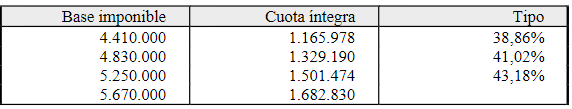 Base imponible Cuota íntegra Tipo
4.410.000 1.165.978 38,86%
4.830.000 1.329.190 41,02%
5.250.000 1.501.474 43,18%
5.670.000 1.682.830